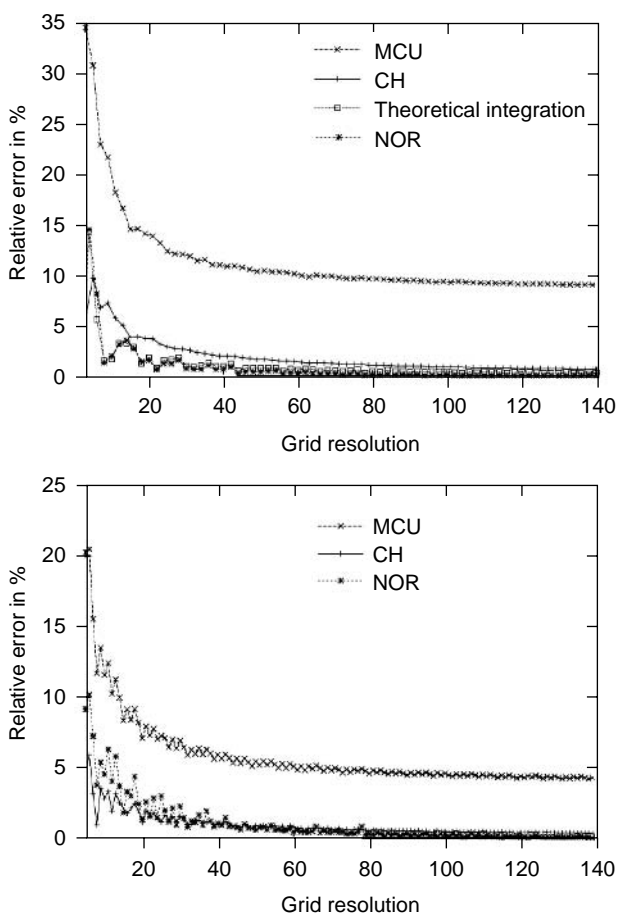 35
30
25
20
15
10
5
0
Relative error in %
MCU
CH
Theoretical integration
NOR
20 40 60 80 100 120 140
Grid resolution
25
20
15
10
5
0
Relative error in %
MCU
CH
NOR
20 40 60 80 100 120 140
Grid resolution